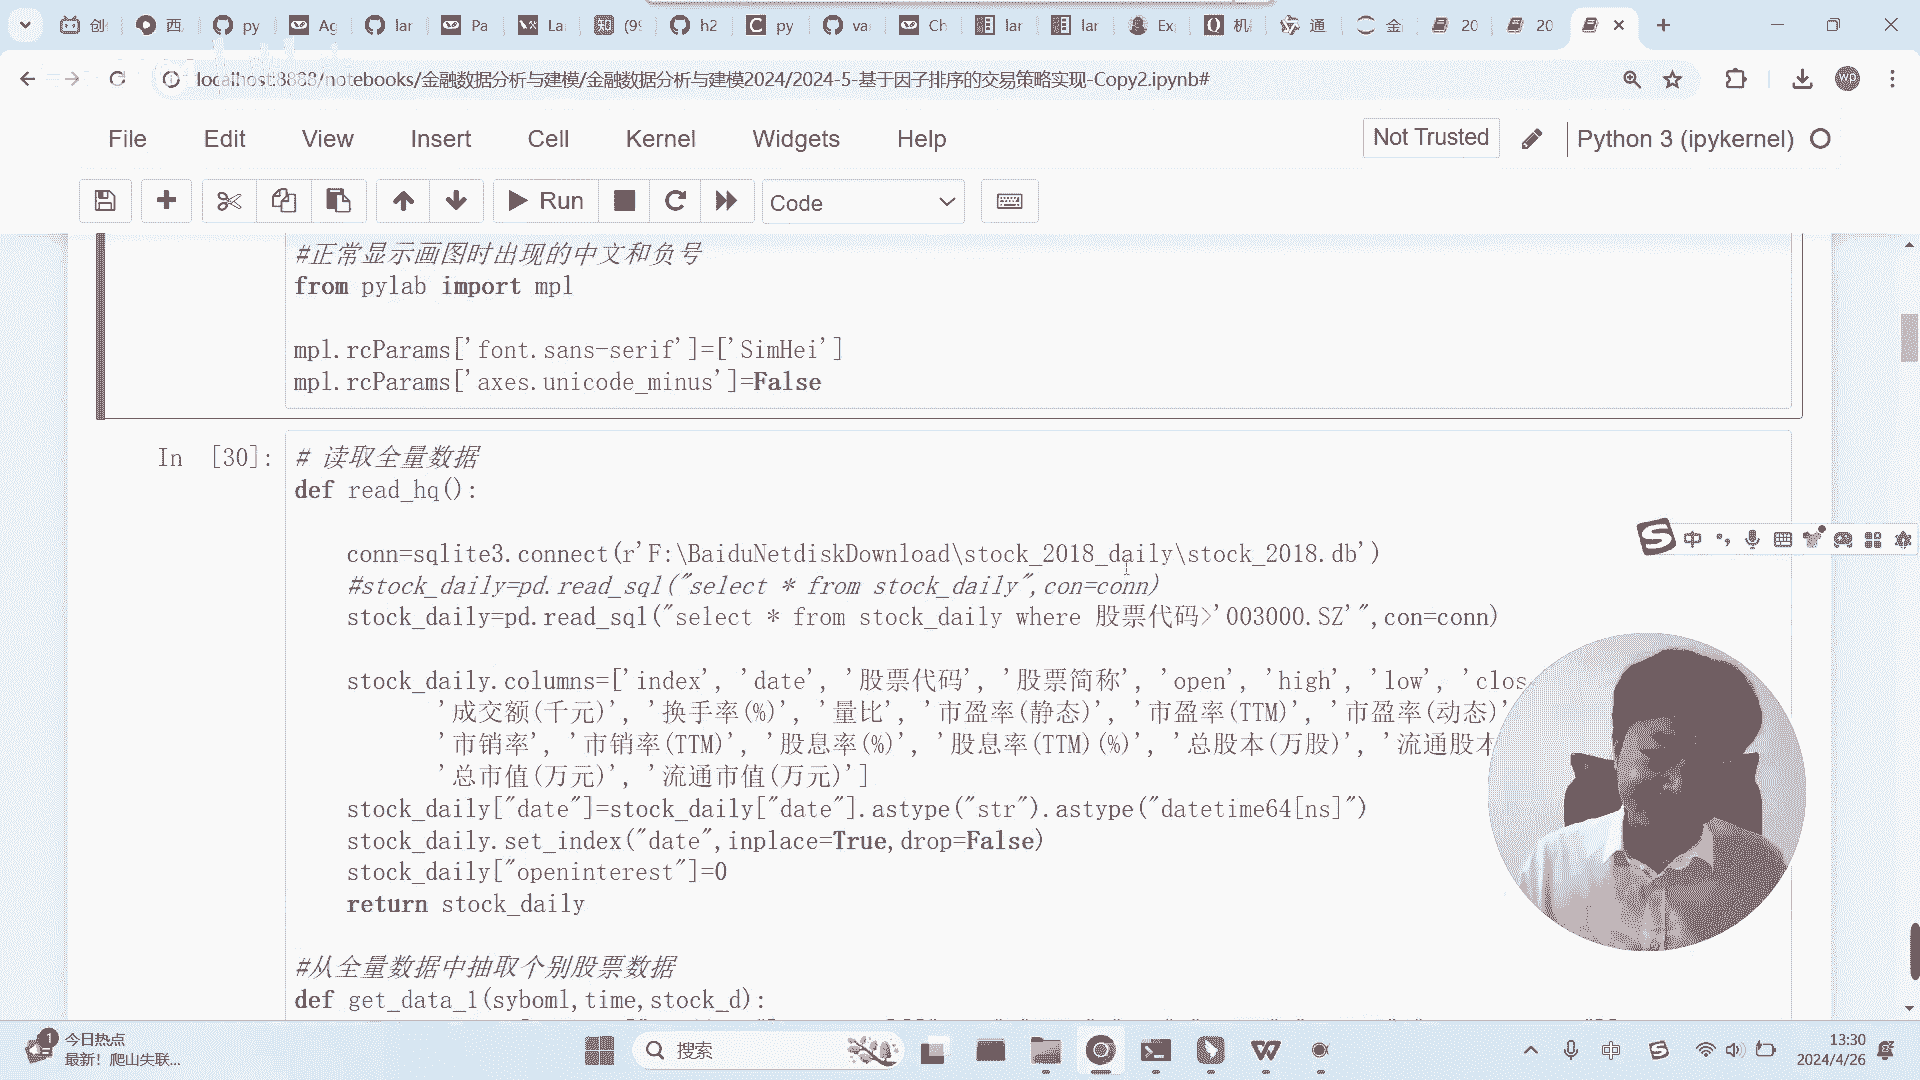 创 西 py Ag lar Pa La (9 h2 py va Ch lar lar Ex 机 通 金 20 20
localhost:8888/notebooks/金融数据分析与建模/金融数据分析与建模2024/2024-5-基于因子排序的交易策略实现-Copy2.ipynb#
wp
File Edit View Insert Cell Kernel Widgets Help Not Trusted Python 3 (ipykernel)
Run Code
#正常显示画图时出现的中文和负号
from pylab import mpl
mpl.rcParams['font.sans-serif']=['SimHei']
mpl.rcParams['axes.unicode_minus']=False
In [30]: # 读取全量数据
def read_hq():
conn=sqlite3.connect(r'F:\BaiduNetdiskDownload\stock_2018_daily\stock_2018.db')
#stock_daily=pd.read_sql("select * from stock_daily",con=conn)
stock_daily=pd.read_sql("select * from stock_daily where 股票代码>'003000.SZ'",con=conn)
stock_daily.columns=['index', 'date', '股票代码', '股票简称', 'open', 'high', 'low', 'clos
'成交额(千元)', '换手率(%)', '量比', '市盈率(静态)', '市盈率(TTM)', '市盈率(动态)'
'市销率', '市销率(TTM)', '股息率(%)', '股息率(TTM)(%)', '总股本(万股)', '流通股本
'总市值(万元)', '流通市值(万元)']
stock_daily["date"]=stock_daily["date"].astype("str").astype("datetime64[ns]")
stock_daily.set_index("date",inplace=True,drop=False)
stock_daily["openinterest"]=0
return stock_daily
#从全量数据中抽取个别股票数据
def get_data_1(syboml,time,stock_d):
中
1 今日热点
最新！爬山失联...
搜索
中
13:30
2024/4/26